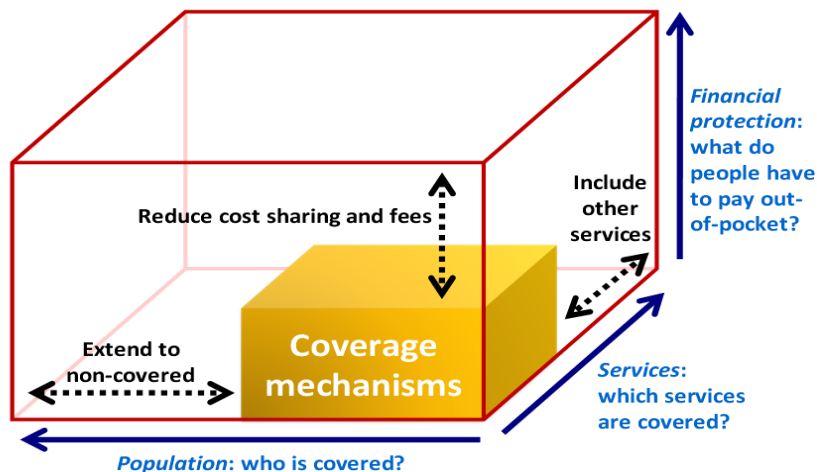 Financial
protection:
what do
people have
to pay out-
of-pocket?
Include
other
services
Reduce cost sharing and fees
Extend to
non-covered
Coverage
mechanisms
Services:
which services
are covered?
Population: who is covered?